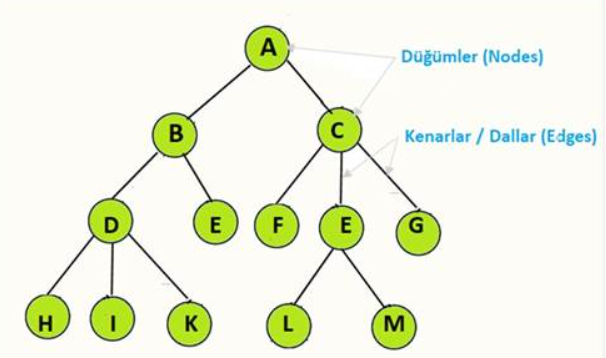 A
Düğümler (Nodes)
B
C
Kenarlar / Dallar (Edges)
D
E
F
E
G
H
I
K
L
M